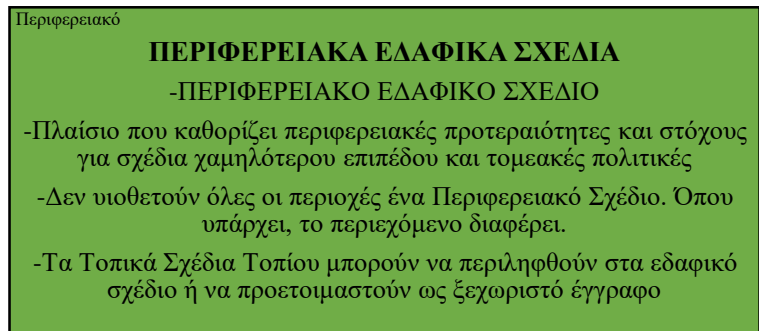 Περιφερειακό
ΠΕΡΙΦΕΡΕΙΑΚΑ ΕΔΑΦΙΚΑ ΣΧΕΔΙΑ
-ΠΕΡΙΦΕΡΕΙΑΚΟ ΕΔΑΦΙΚΟ ΣΧΕΔΙΟ
-Πλαίσιο που καθορίζει περιφερειακές προτεραιότητες και στόχους
για σχέδια χαμηλότερου επιπέδου και τομεακές πολιτικές
-Δεν υιοθετούν όλες οι περιοχές ένα Περιφερειακό Σχέδιο. Όπου
υπάρχει, το περιεχόμενο διαφέρει.
-Τα Τοπικά Σχέδια Τοπίου μπορούν να περιληφθούν στα εδαφικό
σχέδιο ή να προετοιμαστούν ως ξεχωριστό έγγραφο